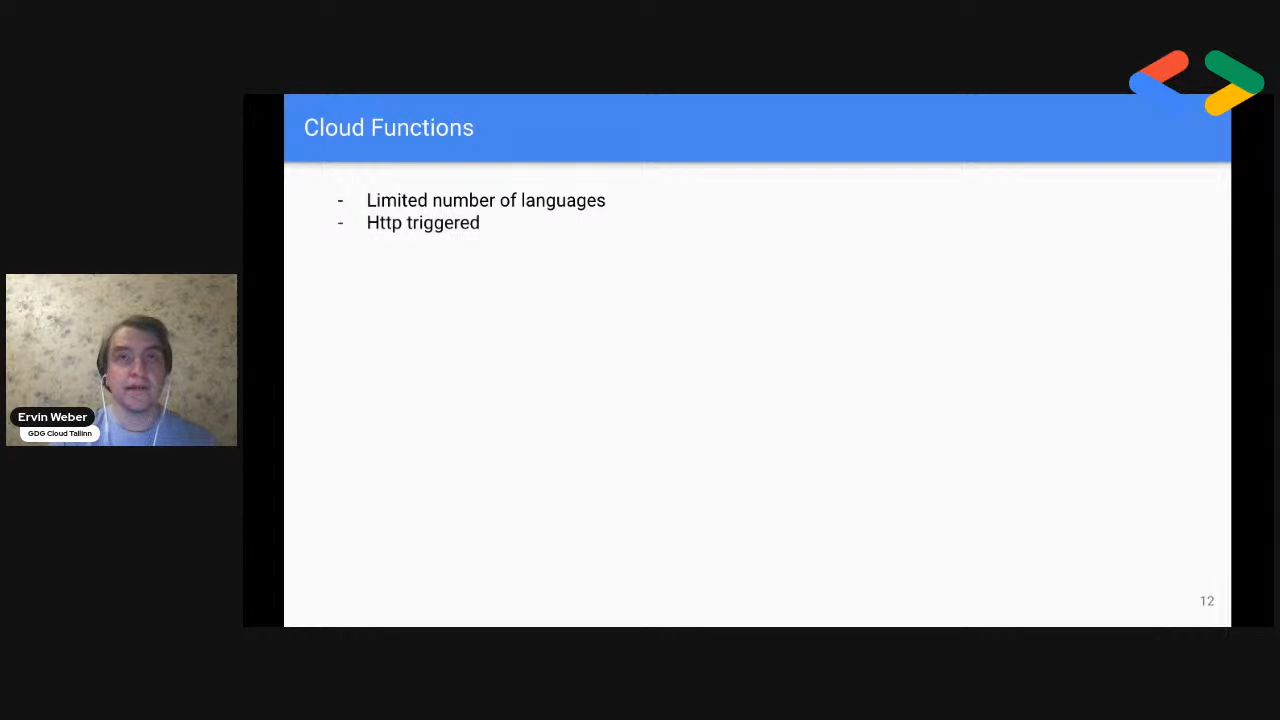 Cloud Functions
- Limited number of languages
- Http triggered
Ervin Weber
GDG Cloud Tallinn
12